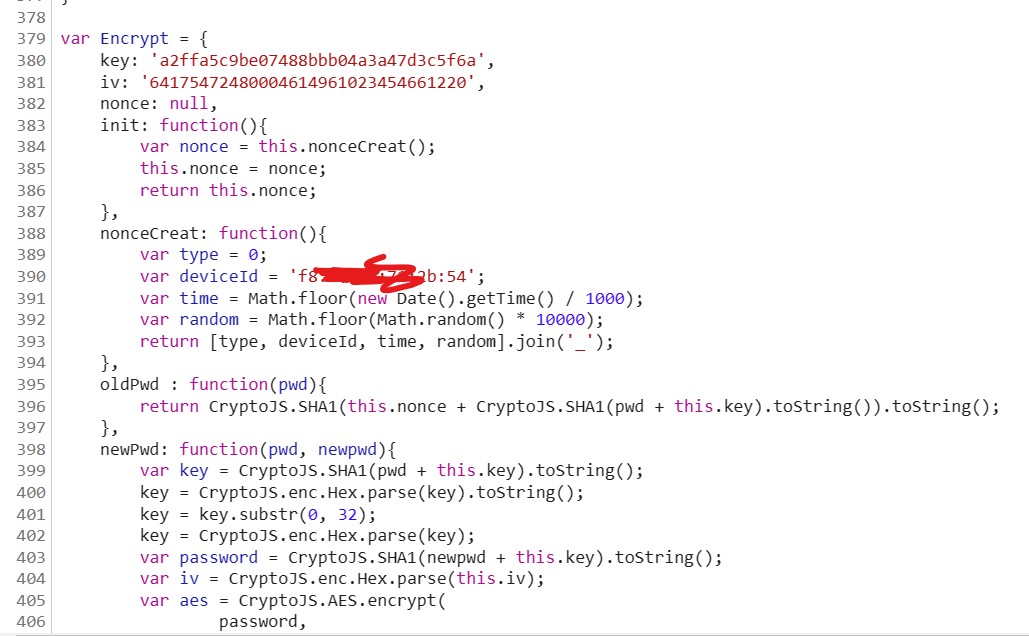 378
379 var Encrypt = {
380 key: 'a2ffa5c9be07488bbb04a3a47d3c5f6a',
381 iv: '64175472480004614961023454661220',
382 nonce: null,
383 init: function(){
384 var nonce = this.nonceCreat();
385 this.nonce = nonce;
386 return this.nonce;
387 },
388 nonceCreat: function(){
389 var type = 0;
390 var deviceId = 'f8 2b:54';
391 var time = Math.floor(new Date().getTime() / 1000);
392 var random = Math.floor(Math.random() * 10000);
393 return [type, deviceId, time, random].join('_');
394 },
395 oldPwd : function(pwd){
396 return CryptoJS.SHA1(this.nonce + CryptoJS.SHA1(pwd + this.key).toString()).toString();
397 },
398 newPwd: function(pwd, newpwd){
399 var key = CryptoJS.SHA1(pwd + this.key).toString();
400 key = CryptoJS.enc.Hex.parse(key).toString();
401 key = key.substr(0, 32);
402 key = CryptoJS.enc.Hex.parse(key);
403 var password = CryptoJS.SHA1(newpwd + this.key).toString();
404 var iv = CryptoJS.enc.Hex.parse(this.iv);
405 var aes = CryptoJS.AES.encrypt(
406 password,